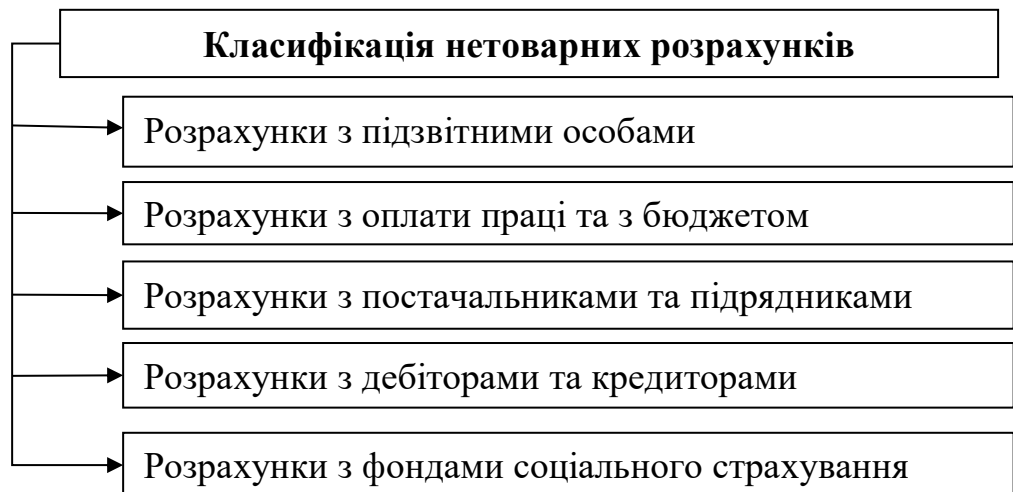 Класифікація нетоварних розрахунків
Розрахунки з підзвітними особами
Розрахунки з оплати праці та з бюджетом
Розрахунки з постачальниками та підрядниками
Розрахунки з дебіторами та кредиторами
Розрахунки з фондами соціального страхування